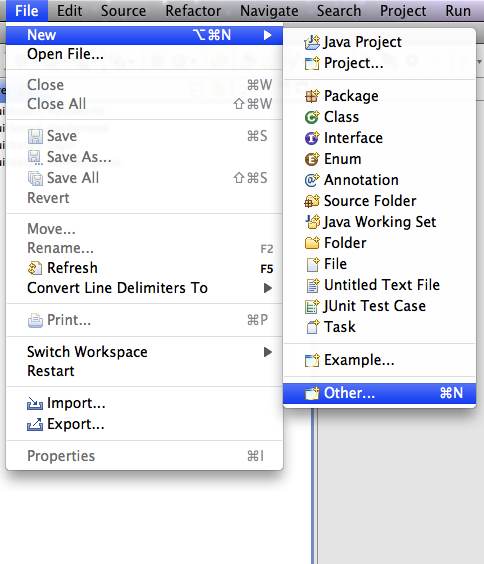 File Edit Source Refactor Navigate Search Project Run
New ⌥⌘N
Open File...
Close ⌘W
Close All ⇧⌘W
Save ⌘S
Save As...
Save All ⇧⌘S
Revert
Move...
Rename... F2
Refresh F5
Convert Line Delimiters To
Print... ⌘P
Switch Workspace
Restart
Import...
Export...
Properties ⌘I
Java Project
Project...
Package
Class
Interface
Enum
Annotation
Source Folder
Java Working Set
Folder
File
Untitled Text File
JUnit Test Case
Task
Example...
Other... ⌘N